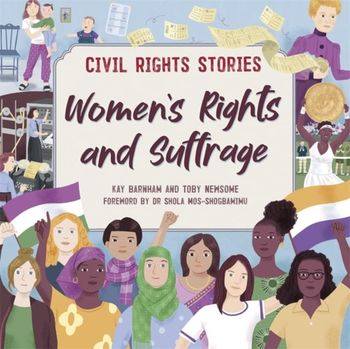 CIVIL RIGHTS STORIES
Women's Rights
and Suffrage
KAY BARNHAM AND TOBY NEWSOME
FOREWORD BY DR SHOLA MOS-SHOGBAMIMU